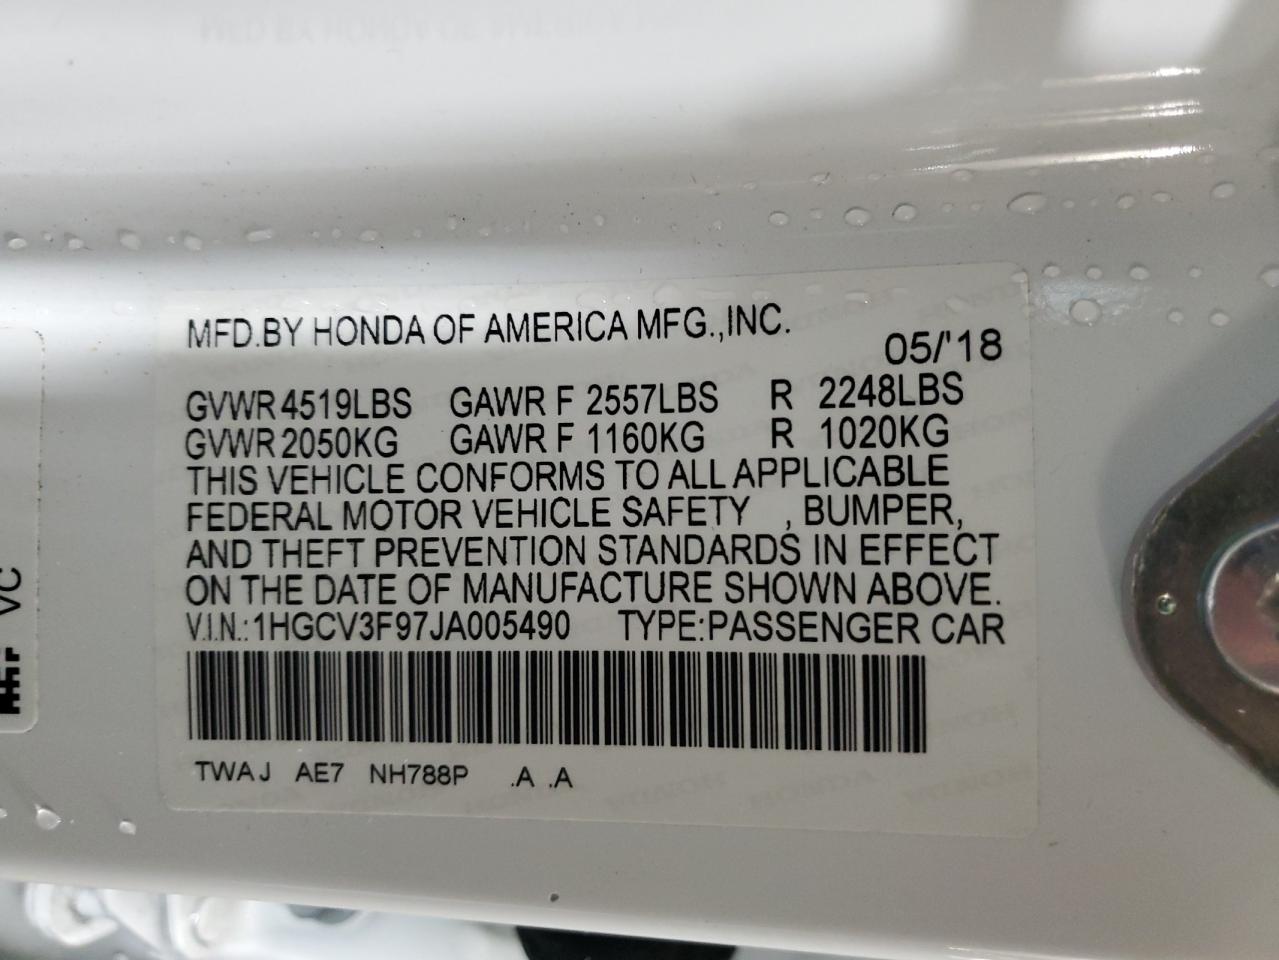 MFD.BY HONDA OF AMERICA MFG.,INC.
05/'18
GVWR 4519LBS GAWR F 2557LBS R 2248LBS
GVWR 2050KG GAWR F 1160KG R 1020KG
THIS VEHICLE CONFORMS TO ALL APPLICABLE
FEDERAL MOTOR VEHICLE SAFETY , BUMPER,
AND THEFT PREVENTION STANDARDS IN EFFECT
ON THE DATE OF MANUFACTURE SHOWN ABOVE.
V.I.N.:1HGCV3F97JA005490 TYPE:PASSENGER CAR
TWAJ AE7 NH788P .A .A
VC